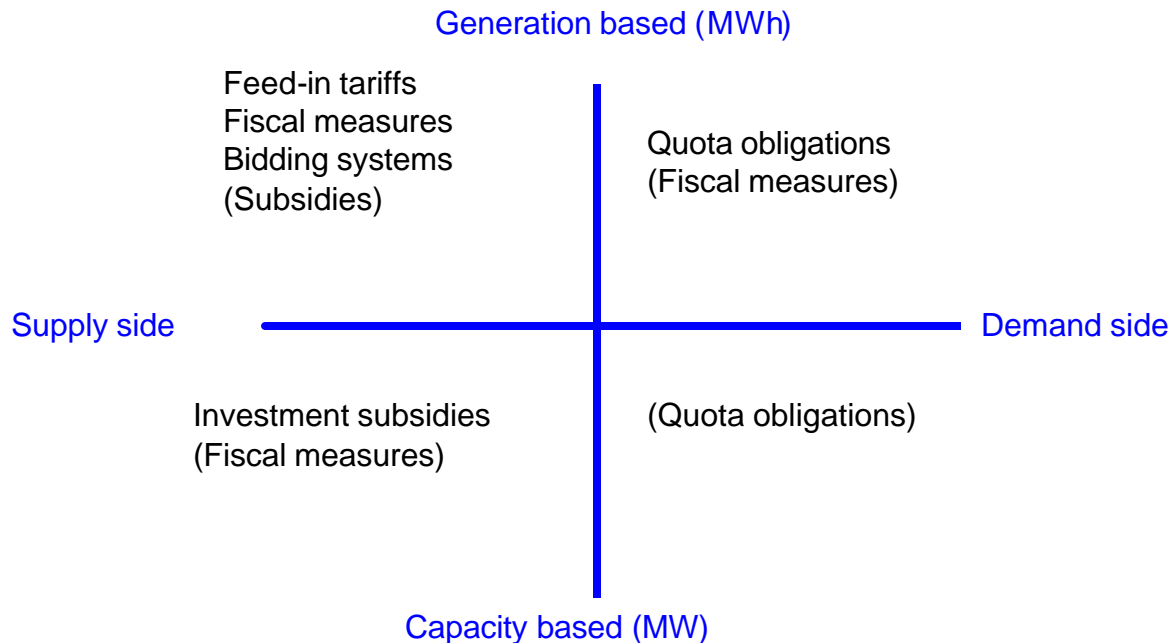 Generation based (MWh)
Feed-in tariffs
Fiscal measures
Bidding systems
(Subsidies)
Quota obligations
(Fiscal measures)
Supply side
Demand side
Investment subsidies
(Fiscal measures)
(Quota obligations)
Capacity based (MW)